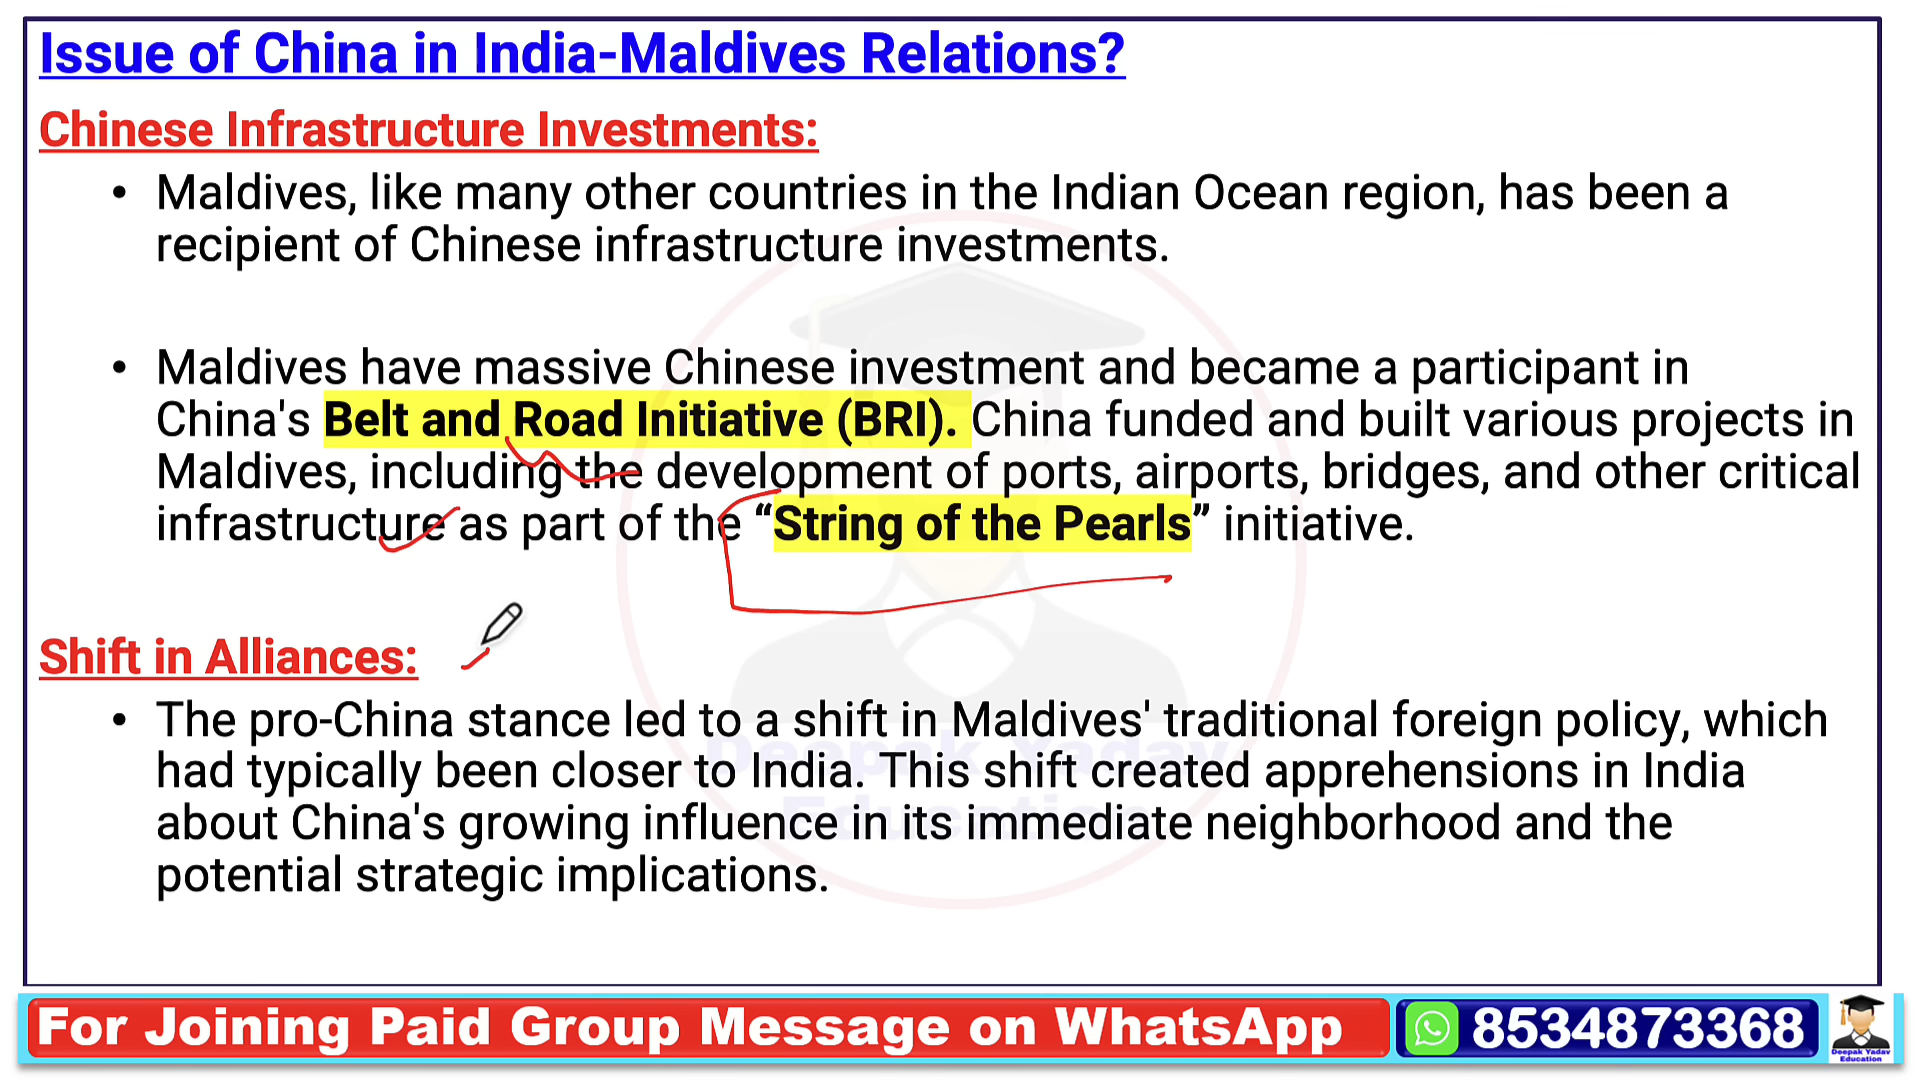 Issue of China in India-Maldives Relations?
Chinese Infrastructure Investments:
• Maldives, like many other countries in the Indian Ocean region, has been a
recipient of Chinese infrastructure investments.
• Maldives have massive Chinese investment and became a participant in
China's Belt and Road Initiative (BRI). China funded and built various projects in
Maldives, including the development of ports, airports, bridges, and other critical
infrastructure as part of the “String of the Pearls” initiative.
Shift in Alliances:
• The pro-China stance led to a shift in Maldives' traditional foreign policy, which
had typically been closer to India. This shift created apprehensions in India
about China's growing influence in its immediate neighborhood and the
potential strategic implications.
Deepak Yadav
Education
For Joining Paid Group Message on WhatsApp
8534873368
Deepak Yadav
Education